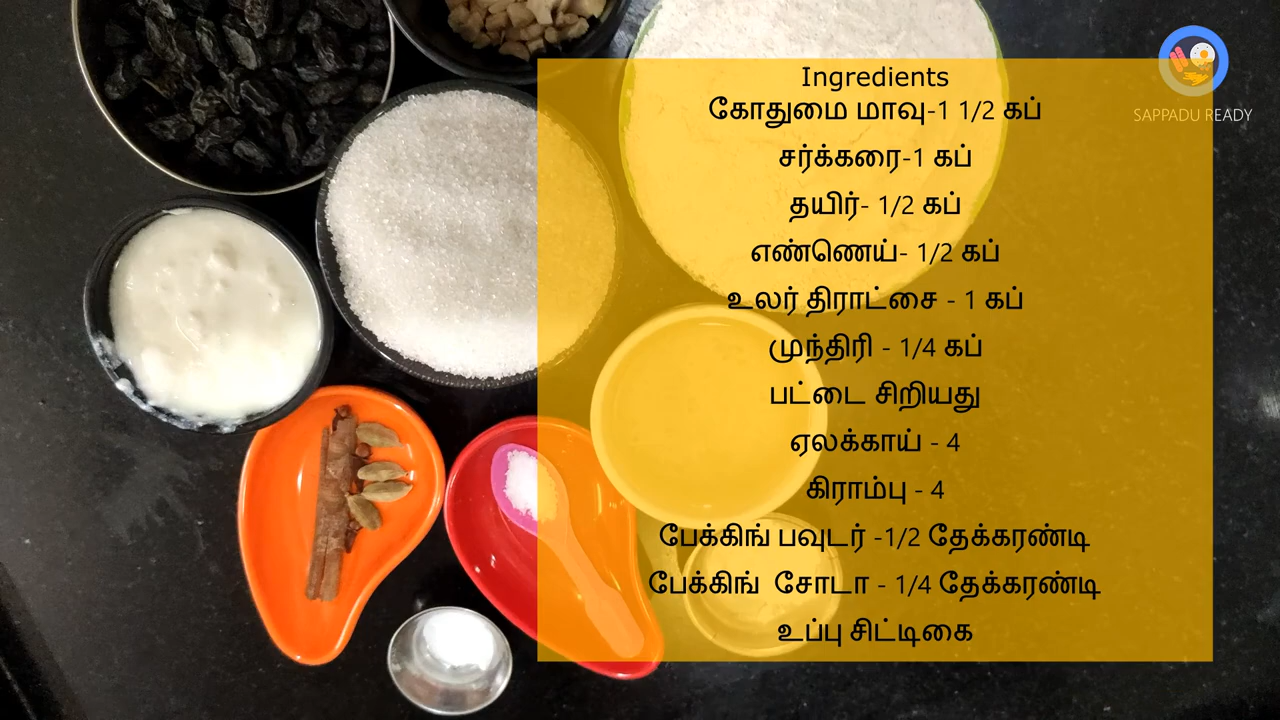 Ingredients
கோதுமை மாவு-1 1/2 கப்
சர்க்கரை-1 கப்
தயிர்- 1/2 கப்
எண்ணெய்- 1/2 கப்
உலர் திராட்சை - 1 கப்
முந்திரி - 1/4 கப்
பட்டை சிறியது
ஏலக்காய் - 4
கிராம்பு - 4
பேக்கிங் பவுடர் -1/2 தேக்கரண்டி
பேக்கிங் சோடா - 1/4 தேக்கரண்டி
உப்பு சிட்டிகை
SAPPADU READY